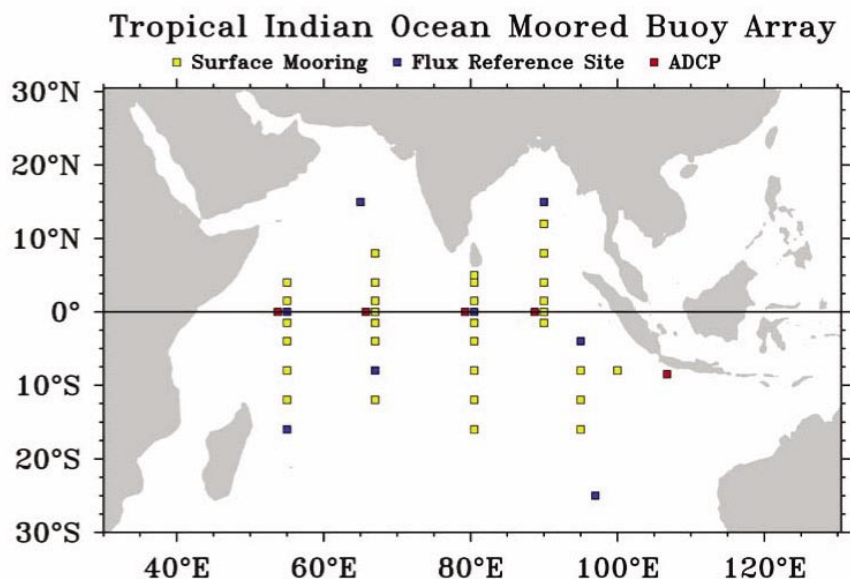 Tropical Indian Ocean Moored Buoy Array
Surface Mooring Flux Reference Site ADCP
30°N
20°N
10°N
0°
10°S
20°S
30°S
40°E 60°E 80°E 100°E 120°E